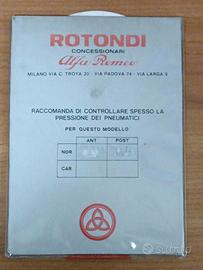 ROTONDI
CONCESSIONARI
Alfa Romeo
MILANO VIA C. TROYA 20 - VIA PADOVA 74 - VIA LARGA 9
RACCOMANDA DI CONTROLLARE SPESSO LA
PRESSIONE DEI PNEUMATICI
PER QUESTO MODELLO
ANT POST
NOR
CAR
subito